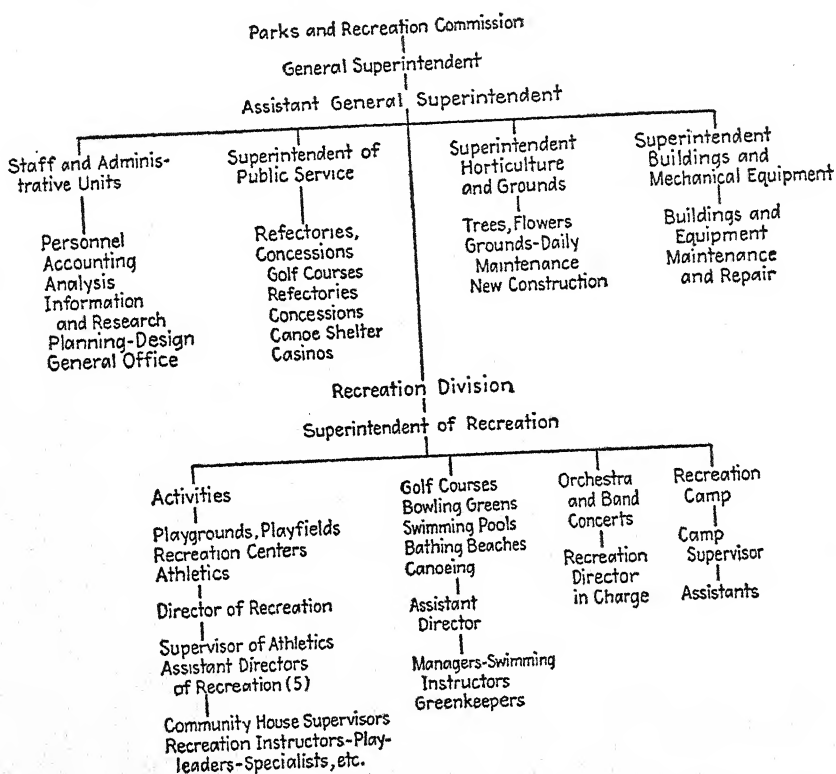 Parks and Recreation Commission
General Superintendent
Assistant General Superintendent
Staff and Adminis-
trative Units
Personnel
Accounting
Analysis
Information
and Research
Planning-Design
General Office
Superintendent of
Public Service
Refectories,
Concessions
Golf Courses
Refectories
Concessions
Canoe Shelter
Casinos
Superintendent
Horticulture
and Grounds
Trees, Flowers
Grounds-Daily
Maintenance
New Construction
Superintendent
Buildings and
Mechanical Equipment
Buildings and
Equipment
Maintenance
and Repair
Recreation Division
Superintendent of Recreation
Activities
Playgrounds, Playfields
Recreation Centers
Athletics
Director of Recreation
Supervisor of Athletics
Assistant Directors
of Recreation (5)
Community House Supervisors
Recreation Instructors-Play-
leaders-Specialists, etc.
Golf Courses
Bowling Greens
Swimming Pools
Bathing Beaches
Canoeing
Assistant
Director
Managers-Swimming
Instructors
Greenkeepers
Orchestra
and Band
Concerts
Recreation
Director
in Charge
Recreation
Camp
Camp
Supervisor
Assistants